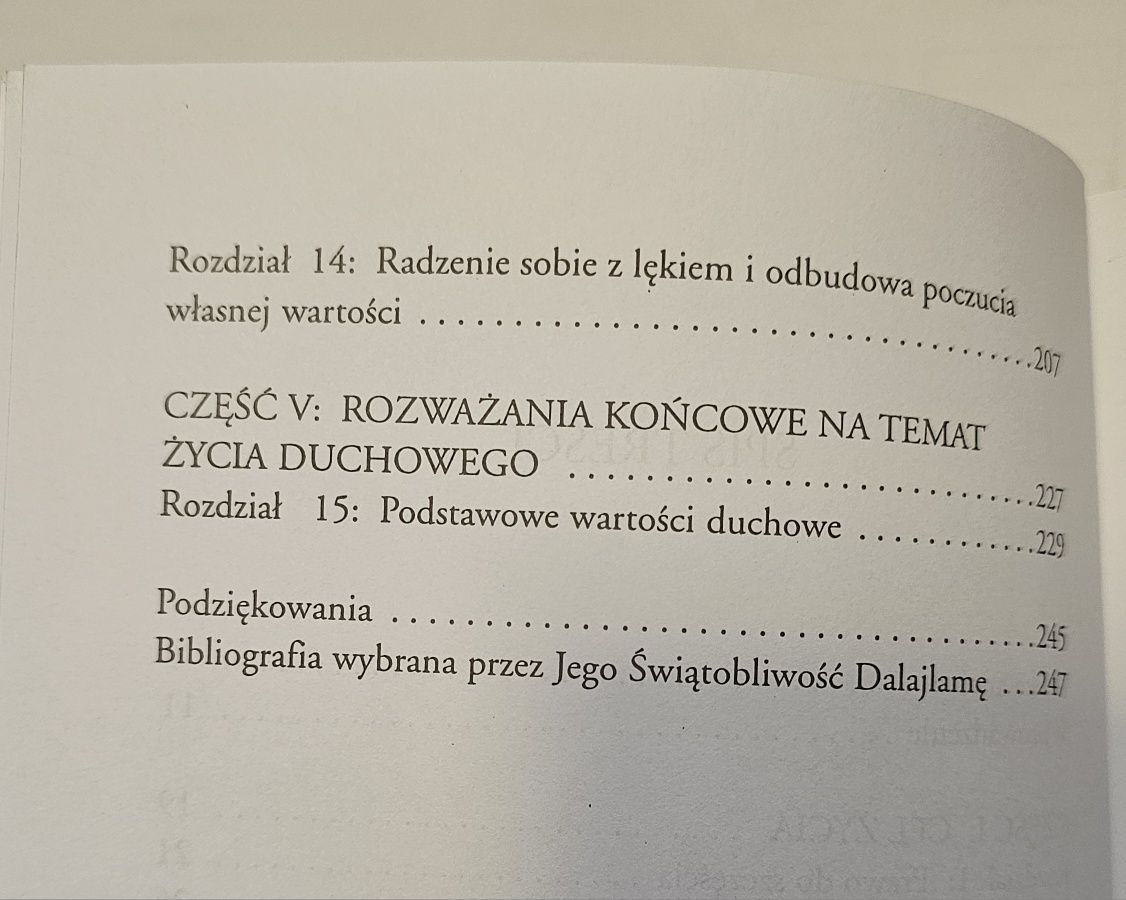 Rozdział 14: Radzenie sobie z lękiem i odbudowa poczucia
własnej wartości . . . . . . . . . . . . . . . . . . . . . . . . . . . . . . . . . . .207
CZĘŚĆ V: ROZWAŻANIA KOŃCOWE NA TEMAT
ŻYCIA DUCHOWEGO . . . . . . . . . . . . . . . . . . . . . . . . . . .227
Rozdział 15: Podstawowe wartości duchowe . . . . . . . . . . . .229
Podziękowania . . . . . . . . . . . . . . . . . . . . . . . . . . . . . . . . . . . . .245
Bibliografia wybrana przez Jego Świątobliwość Dalajlamę . . .247